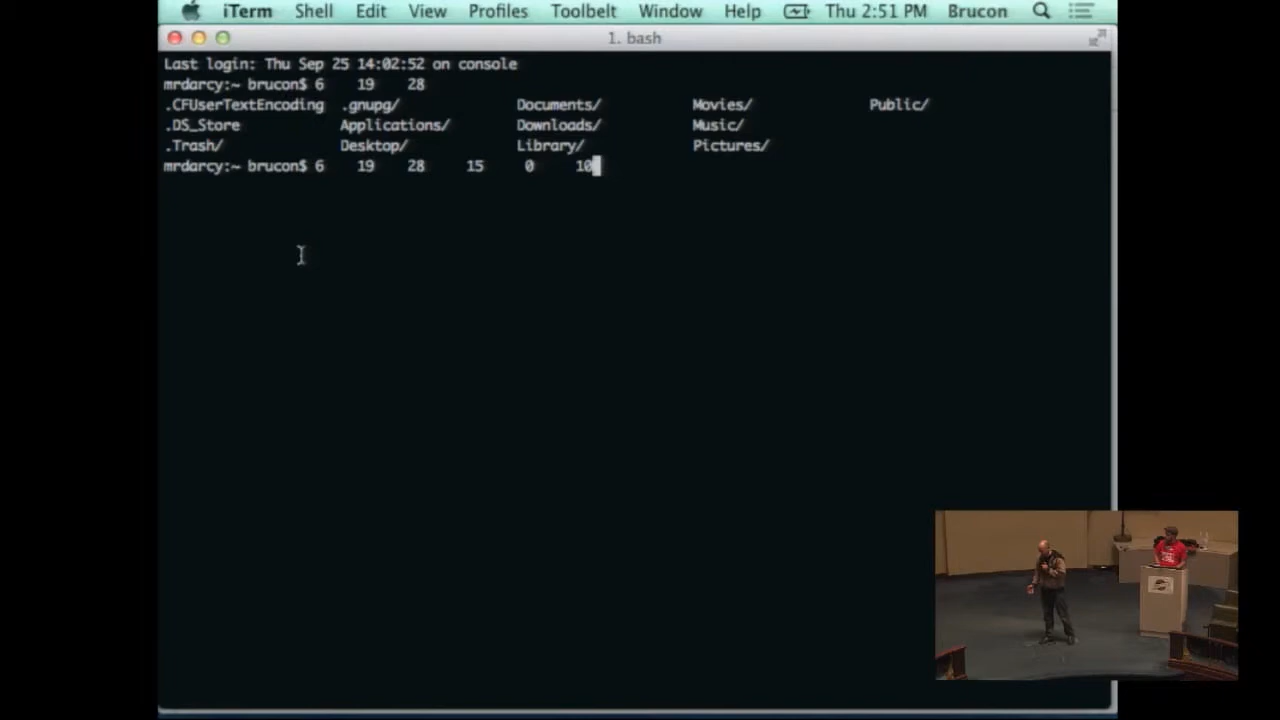 iTerm Shell Edit View Profiles Toolbelt Window Help Thu 2:51 PM Brucon
1. bash
Last login: Thu Sep 25 14:02:52 on console
mrdarcy:~ brucon$ 6 19 28
.CFUserTextEncoding .gnupg/ Documents/ Movies/ Public/
.DS_Store Applications/ Downloads/ Music/
.Trash/ Desktop/ Library/ Pictures/
mrdarcy:~ brucon$ 6 19 28 15 0 10